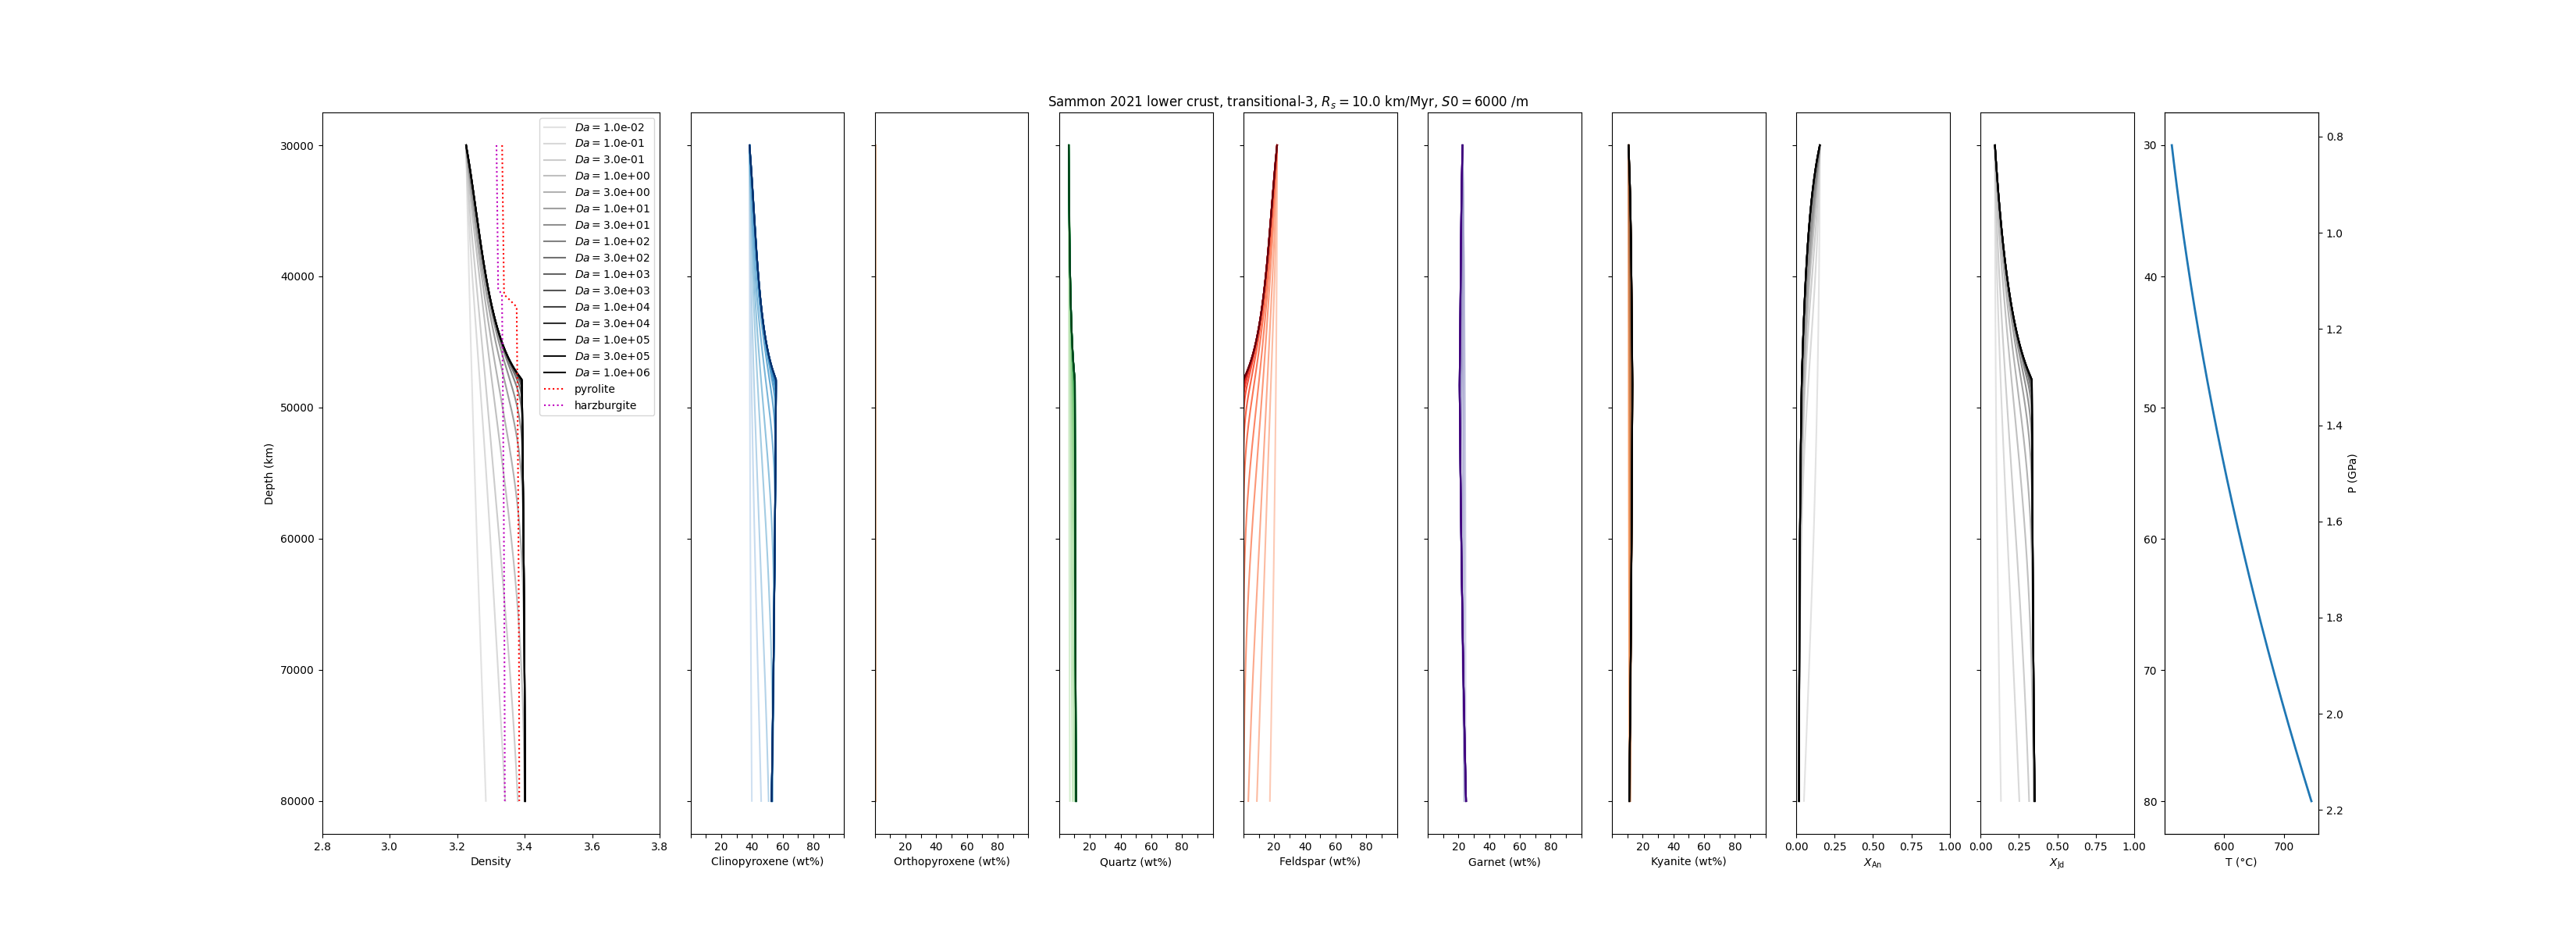 Sammon 2021 lower crust, transitional-3, Rs = 10.0 km/Myr, S0 = 6000 /m
Depth (km)
30000
40000
50000
60000
70000
80000
2.8 3.0 3.2 3.4 3.6 3.8
Density
Da = 1.0e-02
Da = 1.0e-01
Da = 3.0e-01
Da = 1.0e+00
Da = 3.0e+00
Da = 1.0e+01
Da = 3.0e+01
Da = 1.0e+02
Da = 3.0e+02
Da = 1.0e+03
Da = 3.0e+03
Da = 1.0e+04
Da = 3.0e+04
Da = 1.0e+05
Da = 3.0e+05
Da = 1.0e+06
pyrolite
harzburgite
20 40 60 80
Clinopyroxene (wt%)
20 40 60 80
Orthopyroxene (wt%)
20 40 60 80
Quartz (wt%)
20 40 60 80
Feldspar (wt%)
20 40 60 80
Garnet (wt%)
20 40 60 80
Kyanite (wt%)
0.00 0.25 0.50 0.75 1.00
XAn
0.00 0.25 0.50 0.75 1.00
XJd
30
40
50
60
70
80
600 700
T (°C)
0.8
1.0
1.2
1.4
1.6
1.8
2.0
2.2
P (GPa)